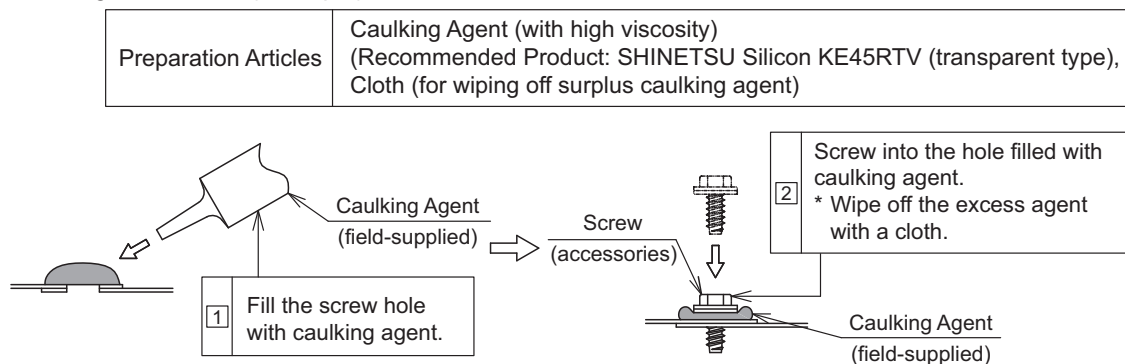 Preparation Articles
Caulking Agent (with high viscosity)
(Recommended Product: SHINETSU Silicon KE45RTV (transparent type),
Cloth (for wiping off surplus caulking agent)
Caulking Agent
(field-supplied)
1
Fill the screw hole
with caulking agent.
Screw
(accessories)
2
Screw into the hole filled with
caulking agent.
* Wipe off the excess agent
with a cloth.
Caulking Agent
(field-supplied)